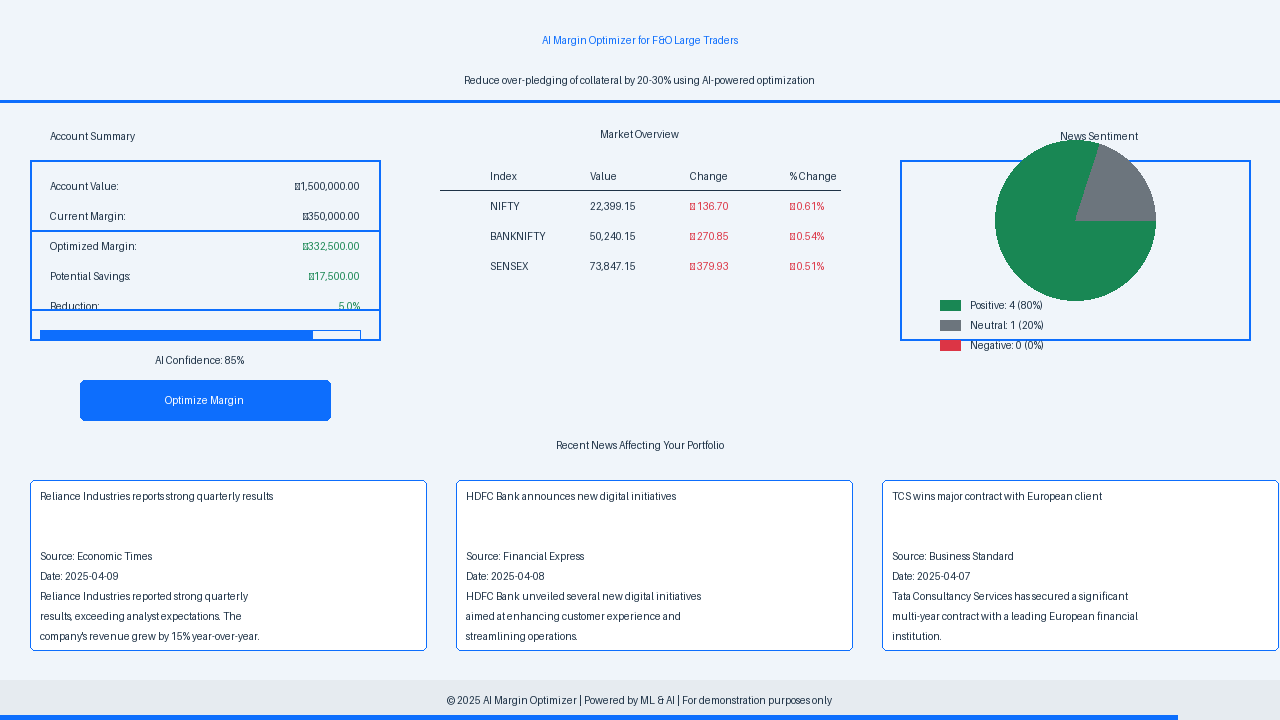 AI Margin Optimizer for F&O Large Traders
Reduce over-pledging of collateral by 20-30% using AI-powered optimization
Account Summary
Account Value: 1,500,000.00
Current Margin: 350,000.00
Optimized Margin: 332,500.00
Potential Savings: 17,500.00
Reduction: 5.0%
AI Confidence: 85%
Optimize Margin
Market Overview
Index Value Change % Change
NIFTY 22,399.15 136.70 0.61%
BANKNIFTY 50,240.15 270.85 0.54%
SENSEX 73,847.15 379.93 0.51%
News Sentiment
Positive: 4 (80%)
Neutral: 1 (20%)
Negative: 0 (0%)
Recent News Affecting Your Portfolio
Reliance Industries reports strong quarterly results
Source: Economic Times
Date: 2025-04-09
Reliance Industries reported strong quarterly
results, exceeding analyst expectations. The
company's revenue grew by 15% year-over-year.
HDFC Bank announces new digital initiatives
Source: Financial Express
Date: 2025-04-08
HDFC Bank unveiled several new digital initiatives
aimed at enhancing customer experience and
streamlining operations.
TCS wins major contract with European client
Source: Business Standard
Date: 2025-04-07
Tata Consultancy Services has secured a significant
multi-year contract with a leading European financial
institution.
© 2025 AI Margin Optimizer | Powered by ML & AI | For demonstration purposes only